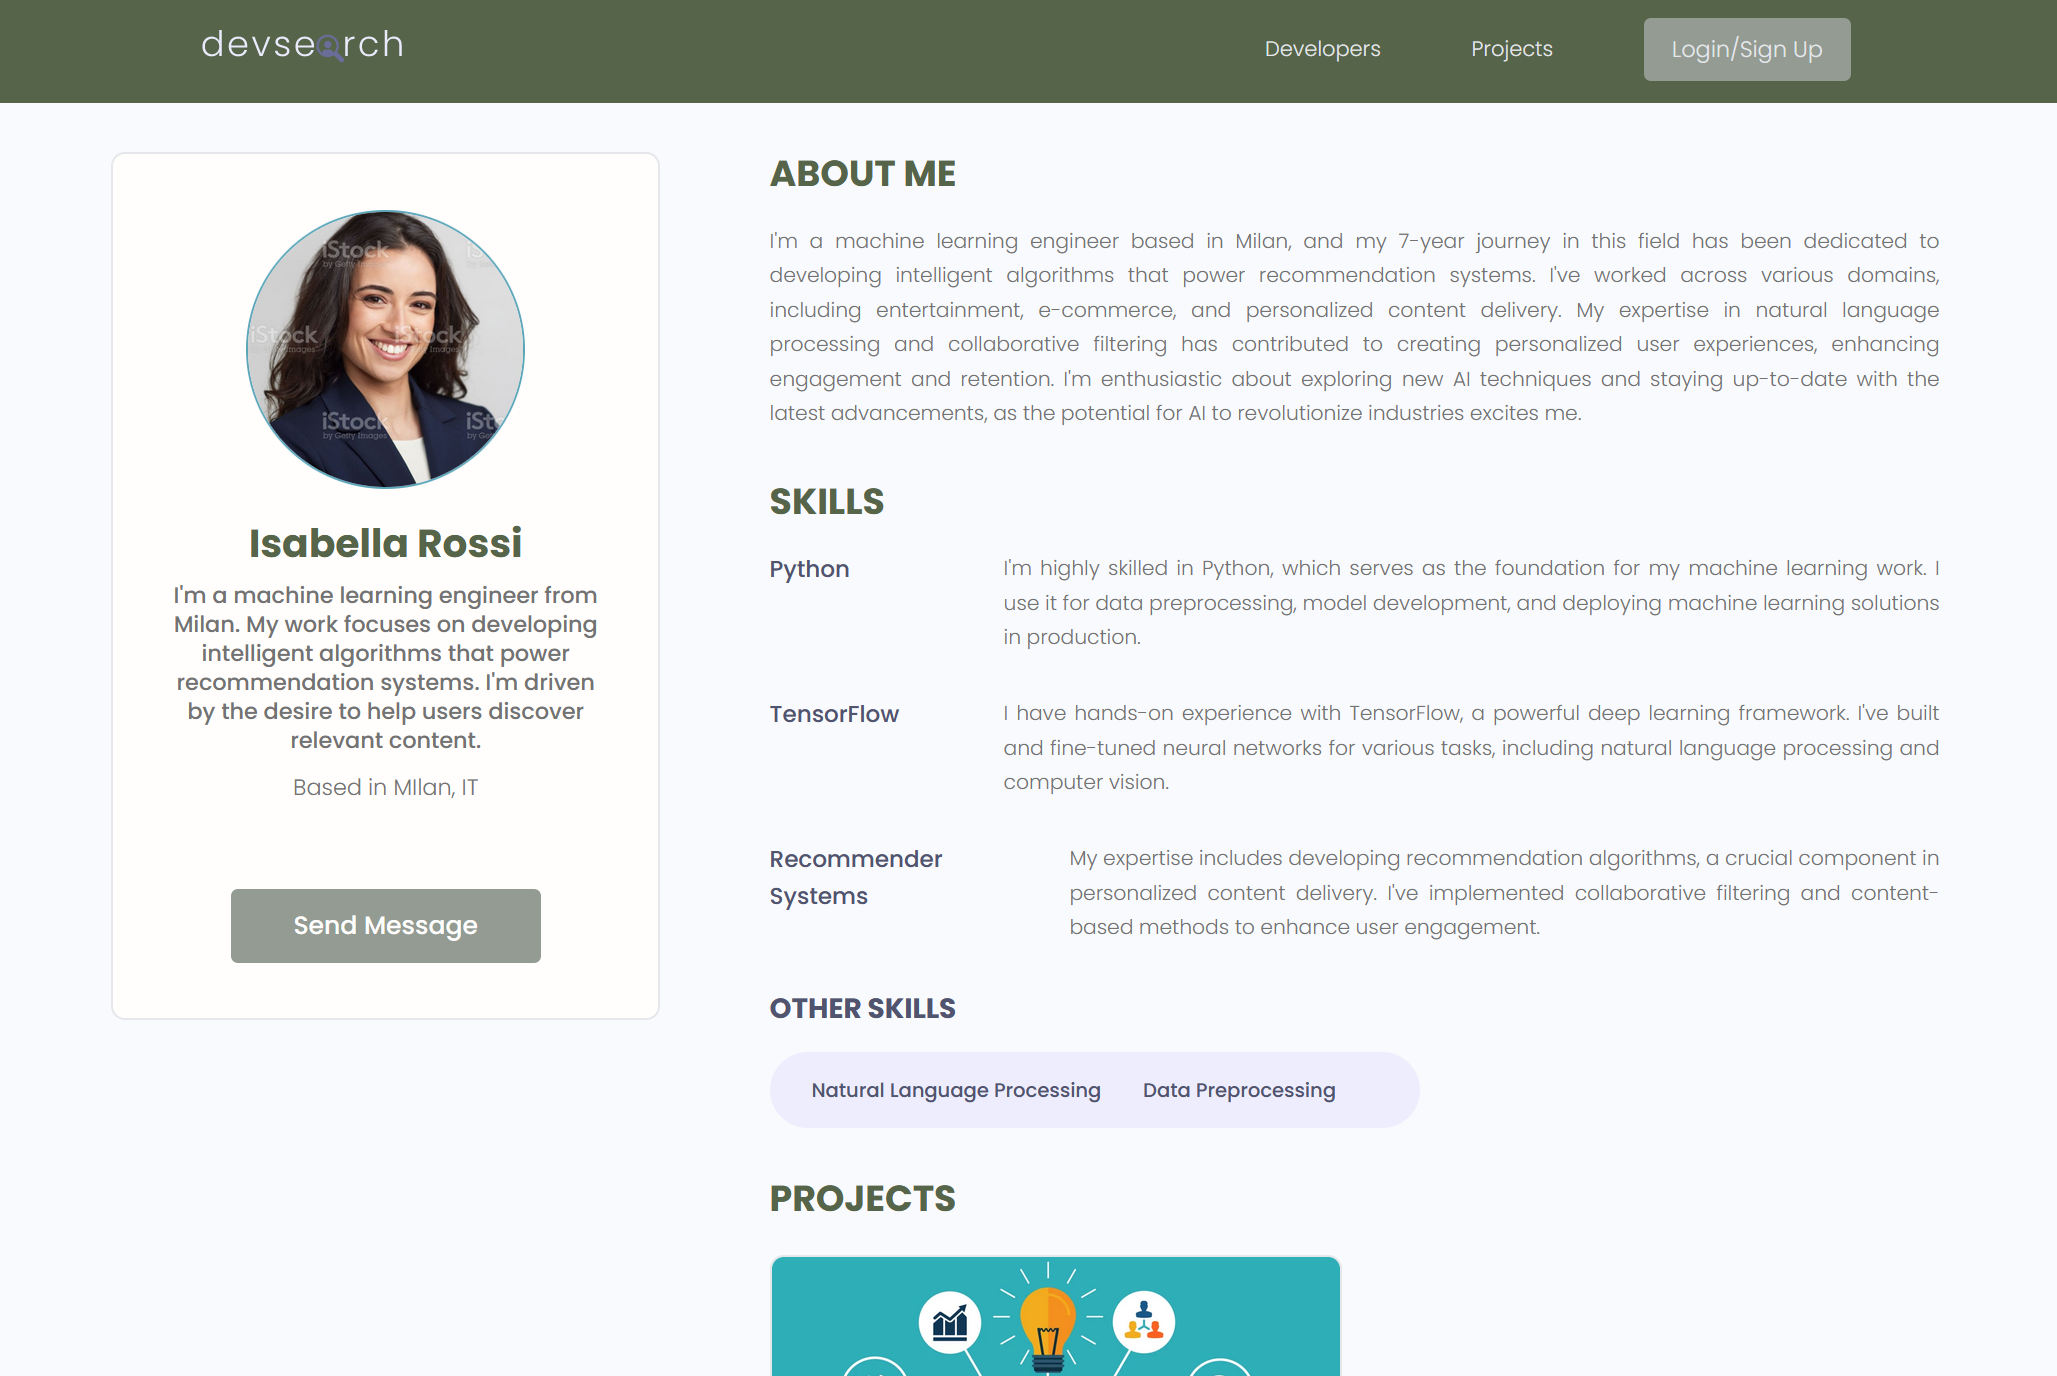 devsearch
Developers
Projects
Login/Sign Up
iStock
by Getty Images
iStock
iStock
by Getty Images
iStock
by Getty Images
Isabella Rossi
I'm a machine learning engineer from
Milan. My work focuses on developing
intelligent algorithms that power
recommendation systems. I'm driven
by the desire to help users discover
relevant content.
Based in MIlan, IT
Send Message
ABOUT ME
I'm a machine learning engineer based in Milan, and my 7-year journey in this field has been dedicated to
developing intelligent algorithms that power recommendation systems. I've worked across various domains,
including entertainment, e-commerce, and personalized content delivery. My expertise in natural language
processing and collaborative filtering has contributed to creating personalized user experiences, enhancing
engagement and retention. I'm enthusiastic about exploring new AI techniques and staying up-to-date with the
latest advancements, as the potential for AI to revolutionize industries excites me.
SKILLS
Python
I'm highly skilled in Python, which serves as the foundation for my machine learning work. I
use it for data preprocessing, model development, and deploying machine learning solutions
in production.
TensorFlow
I have hands-on experience with TensorFlow, a powerful deep learning framework. I've built
and fine-tuned neural networks for various tasks, including natural language processing and
computer vision.
Recommender
Systems
My expertise includes developing recommendation algorithms, a crucial component in
personalized content delivery. I've implemented collaborative filtering and content-
based methods to enhance user engagement.
OTHER SKILLS
Natural Language Processing
Data Preprocessing
PROJECTS